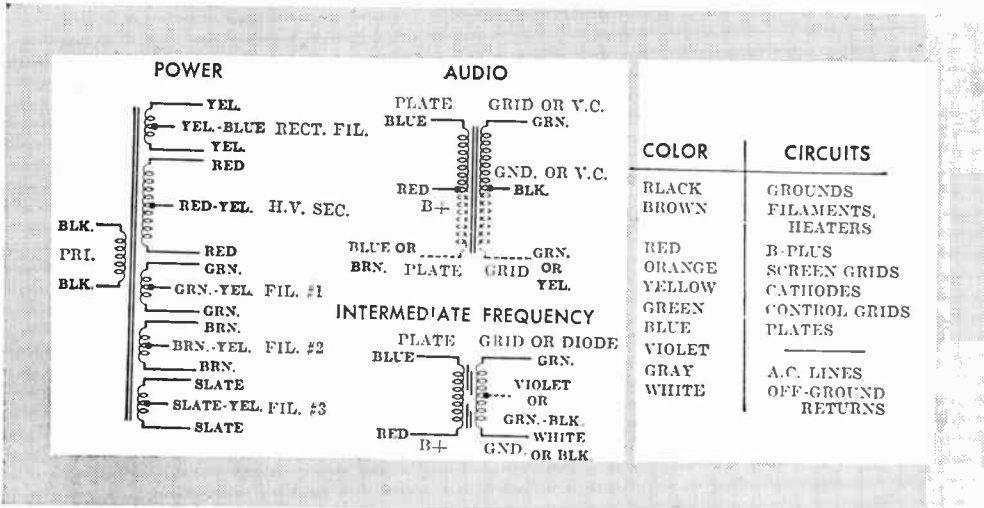 POWER
YEL.
YEL.-BLUE RECT. FIL.
YEL.
RED
RED-YEL. H.V. SEC.
BLK.
PRI.
BLK.
RED
GRN.
GRN.-YEL. FIL. #1
GRN.
BRN.
BRN.-YEL. FIL. #2
BRN.
SLATE
SLATE-YEL. FIL. #3
SLATE
AUDIO
PLATE GRID OR V.C.
BLUE GRN.
GND. OR V.C.
RED BLK.
B+
BLUE OR GRN.
BRN. PLATE GRID OR
YEL.
INTERMEDIATE FREQUENCY
PLATE GRID OR DIODE
BLUE GRN.
VIOLET
OR
GRN.-BLK.
RED WHITE
B+ GND. OR BLK.
COLOR CIRCUITS
BLACK GROUNDS
BROWN FILAMENTS,
HEATERS
RED B-PLUS
ORANGE SCREEN GRIDS
YELLOW CATHODES
GREEN CONTROL GRIDS
BLUE PLATES
VIOLET
GRAY A.C. LINES
WHITE OFF-GROUND
RETURNS